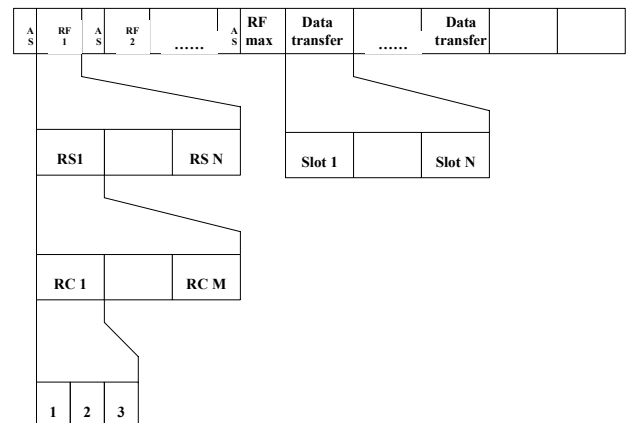 A S RF 1 A S RF 2 ...... A S RF max Data transfer ...... Data transfer
RS1 RS N Slot 1 Slot N
RC 1 RC M
1 2 3